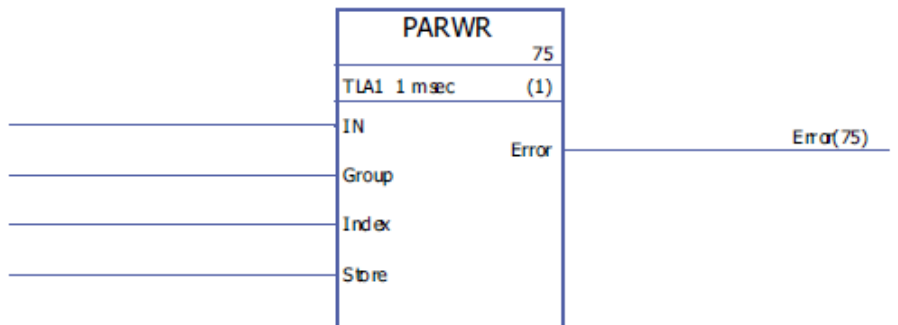 PARWR
75
TLA1 1 msec (1)
IN
Error
Error(75)
Group
Index
Store